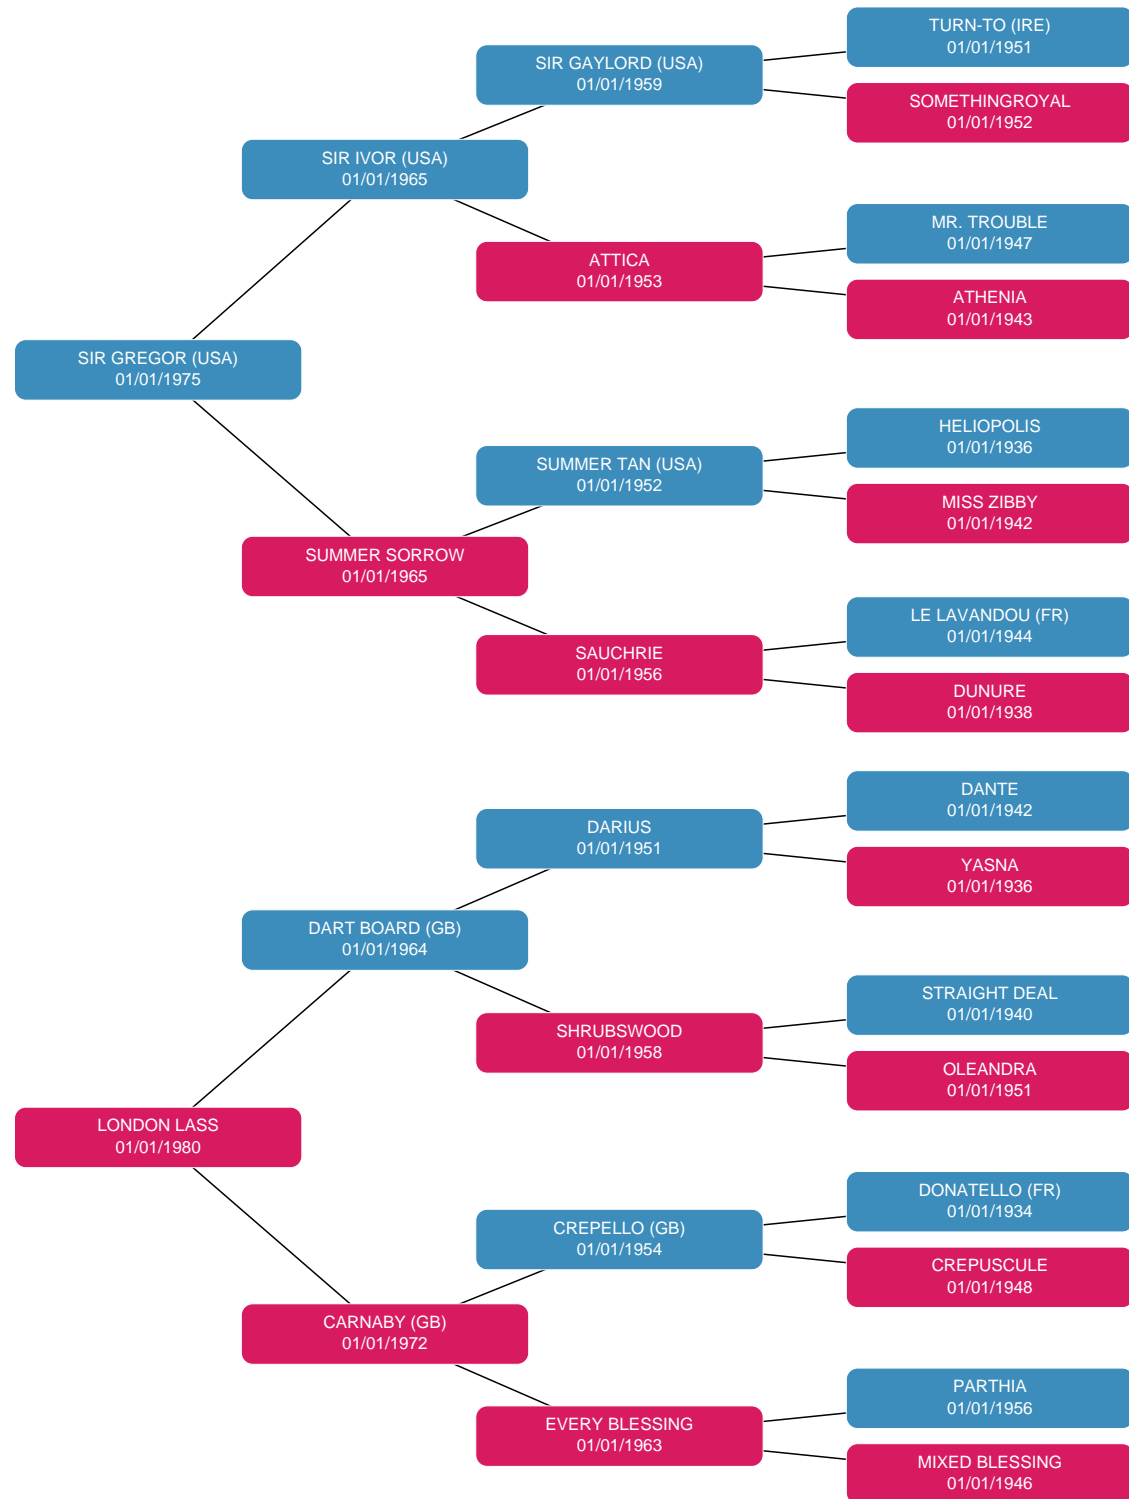 TURN-TO (IRE)
01/01/1951
SIR GAYLORD (USA)
01/01/1959
SOMETHINGROYAL
01/01/1952
SIR IVOR (USA)
01/01/1965
MR. TROUBLE
01/01/1947
ATTICA
01/01/1953
ATHENIA
01/01/1943
SIR GREGOR (USA)
01/01/1975
HELIOPOLIS
01/01/1936
SUMMER TAN (USA)
01/01/1952
MISS ZIBBY
01/01/1942
SUMMER SORROW
01/01/1965
LE LAVANDOU (FR)
01/01/1944
SAUCHRIE
01/01/1956
DUNURE
01/01/1938
DANTE
01/01/1942
DARIUS
01/01/1951
YASNA
01/01/1936
DART BOARD (GB)
01/01/1964
STRAIGHT DEAL
01/01/1940
SHRUBSWOOD
01/01/1958
OLEANDRA
01/01/1951
LONDON LASS
01/01/1980
DONATELLO (FR)
01/01/1934
CREPELLO (GB)
01/01/1954
CREPUSCULE
01/01/1948
CARNABY (GB)
01/01/1972
PARTHIA
01/01/1956
EVERY BLESSING
01/01/1963
MIXED BLESSING
01/01/1946